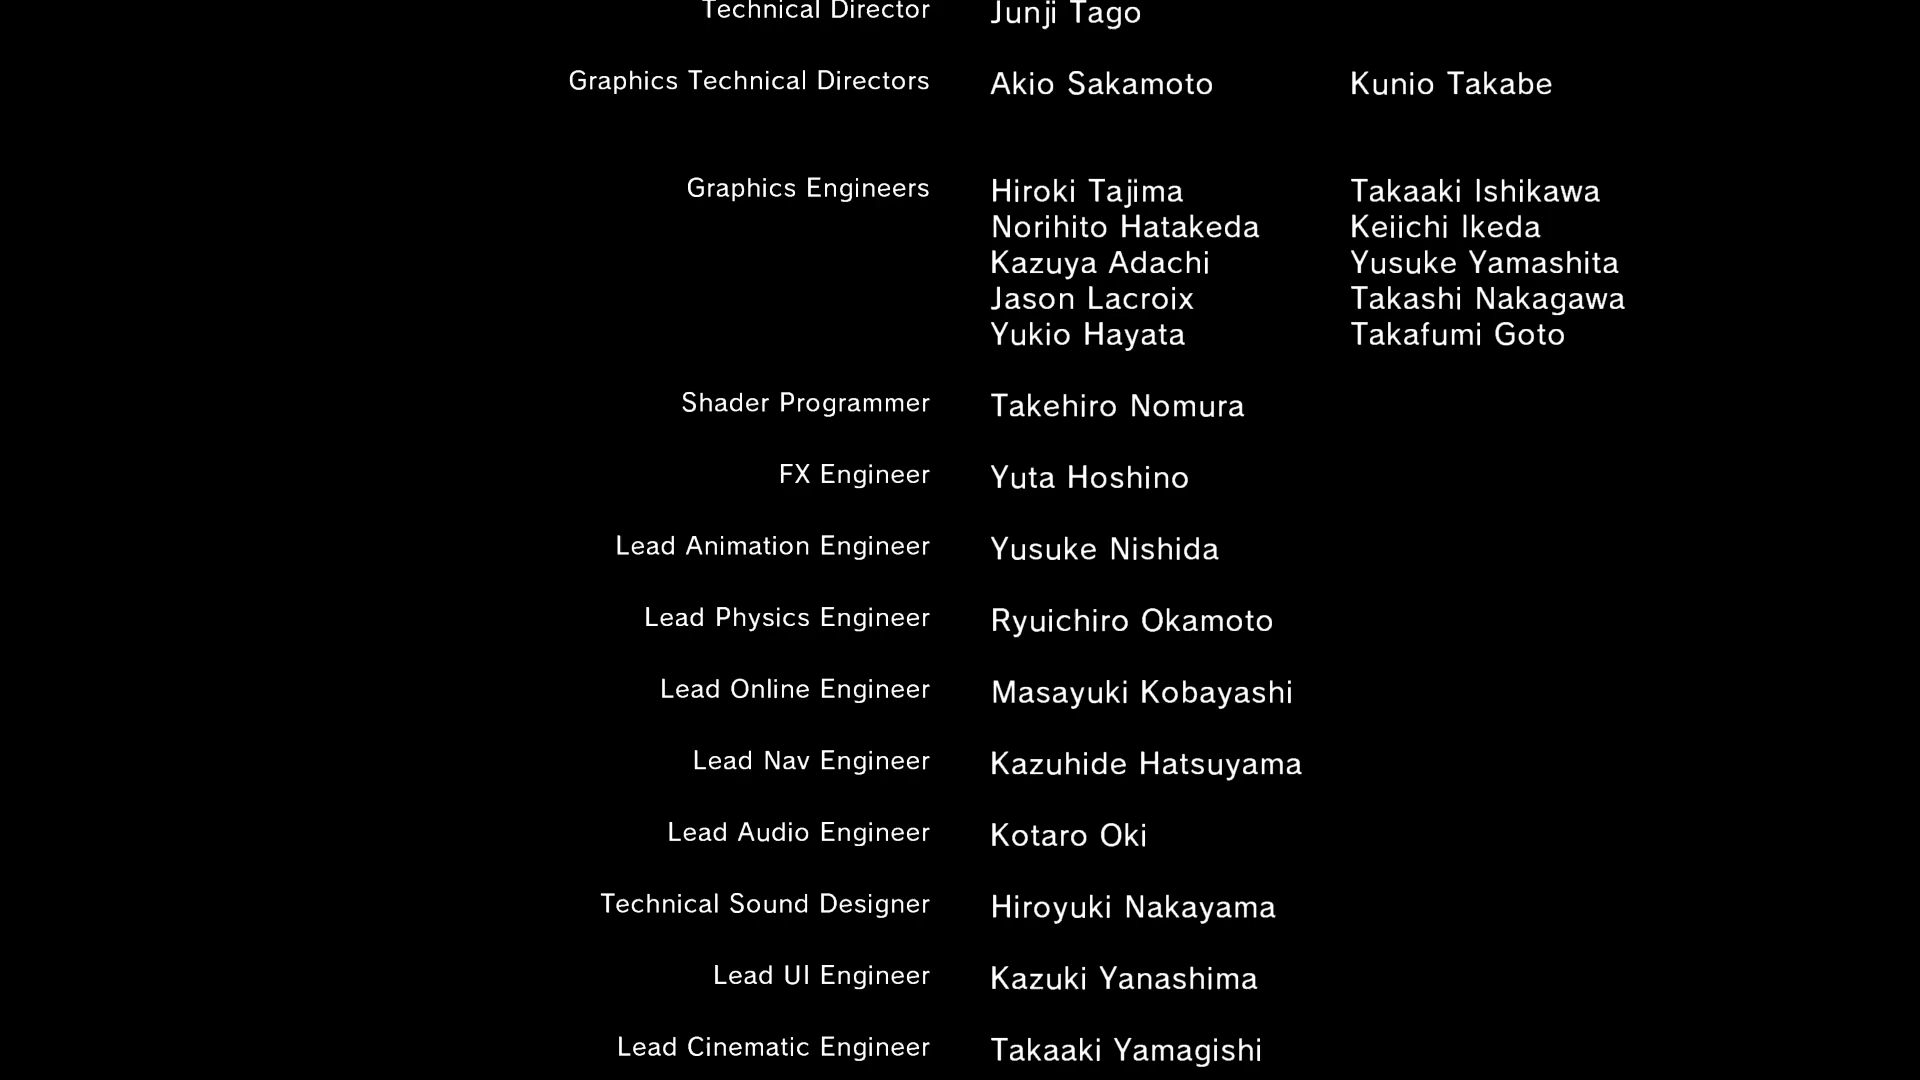 Technical Director Junji Tago
Graphics Technical Directors Akio Sakamoto Kunio Takabe
Graphics Engineers Hiroki Tajima Takaaki Ishikawa
Norihito Hatakeda Keiichi Ikeda
Kazuya Adachi Yusuke Yamashita
Jason Lacroix Takashi Nakagawa
Yukio Hayata Takafumi Goto
Shader Programmer Takehiro Nomura
FX Engineer Yuta Hoshino
Lead Animation Engineer Yusuke Nishida
Lead Physics Engineer Ryuichiro Okamoto
Lead Online Engineer Masayuki Kobayashi
Lead Nav Engineer Kazuhide Hatsuyama
Lead Audio Engineer Kotaro Oki
Technical Sound Designer Hiroyuki Nakayama
Lead UI Engineer Kazuki Yanashima
Lead Cinematic Engineer Takaaki Yamagishi